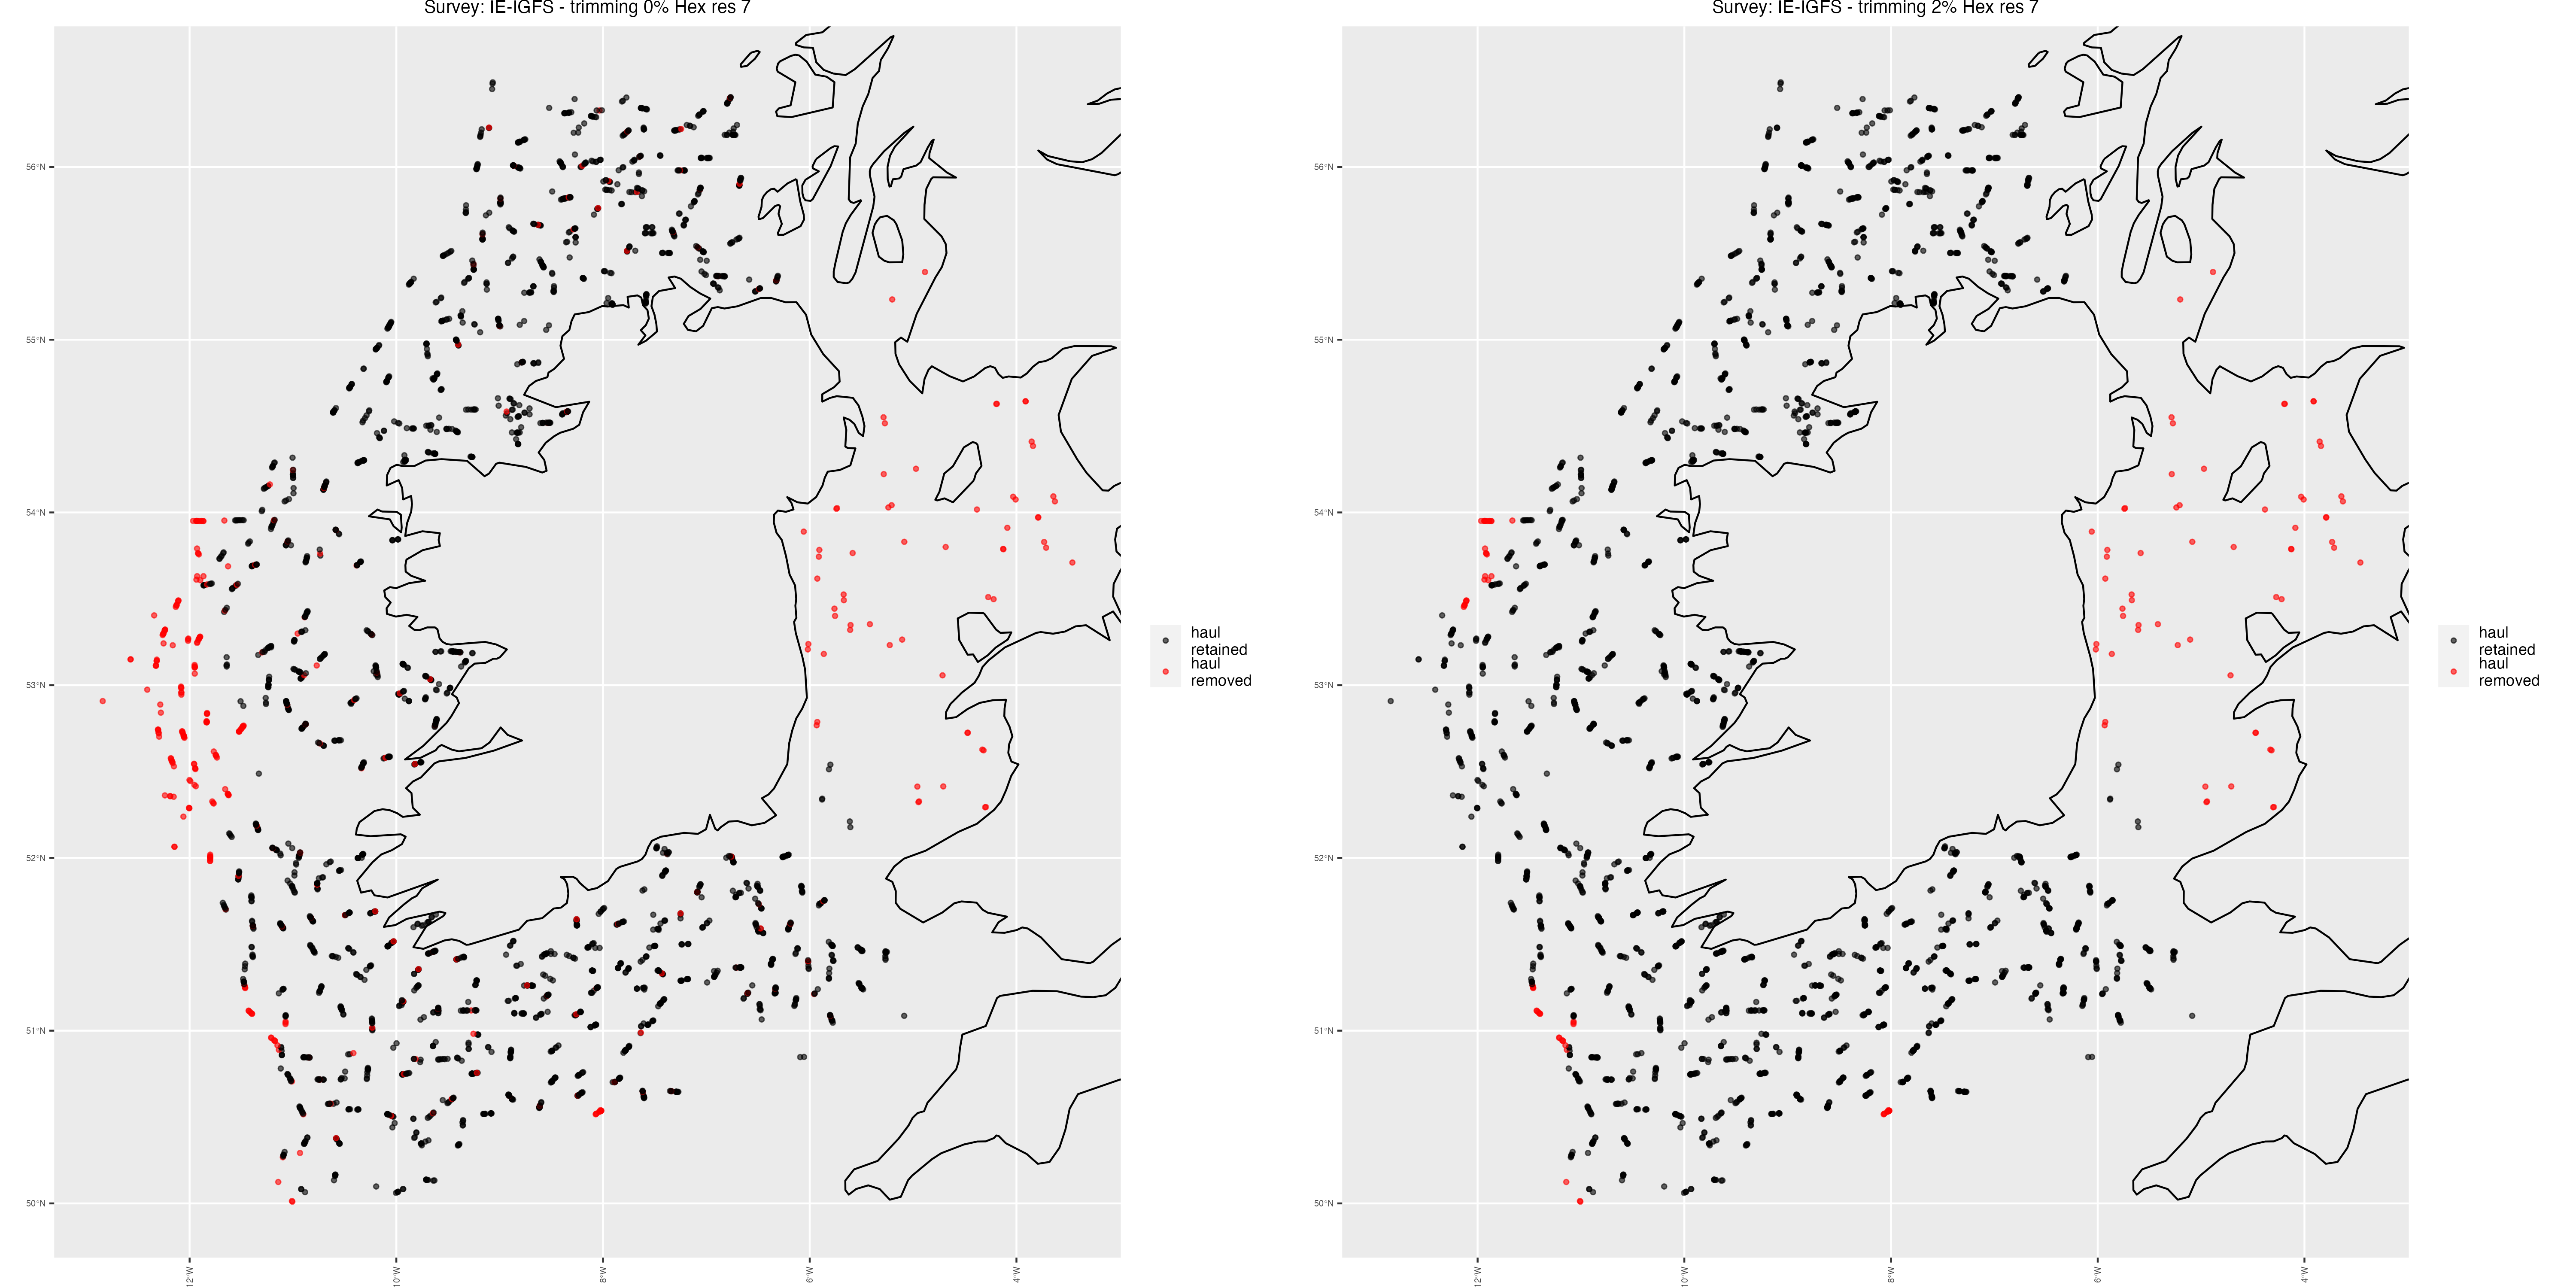 Survey: IE-IGFS - trimming 0% Hex res 7
56°N
55°N
54°N
53°N
52°N
51°N
50°N
12°W
10°W
8°W
6°W
4°W
haul
retained
haul
removed
Survey: IE-IGFS - trimming 2% Hex res 7
56°N
55°N
54°N
53°N
52°N
51°N
50°N
12°W
10°W
8°W
6°W
4°W
haul
retained
haul
removed